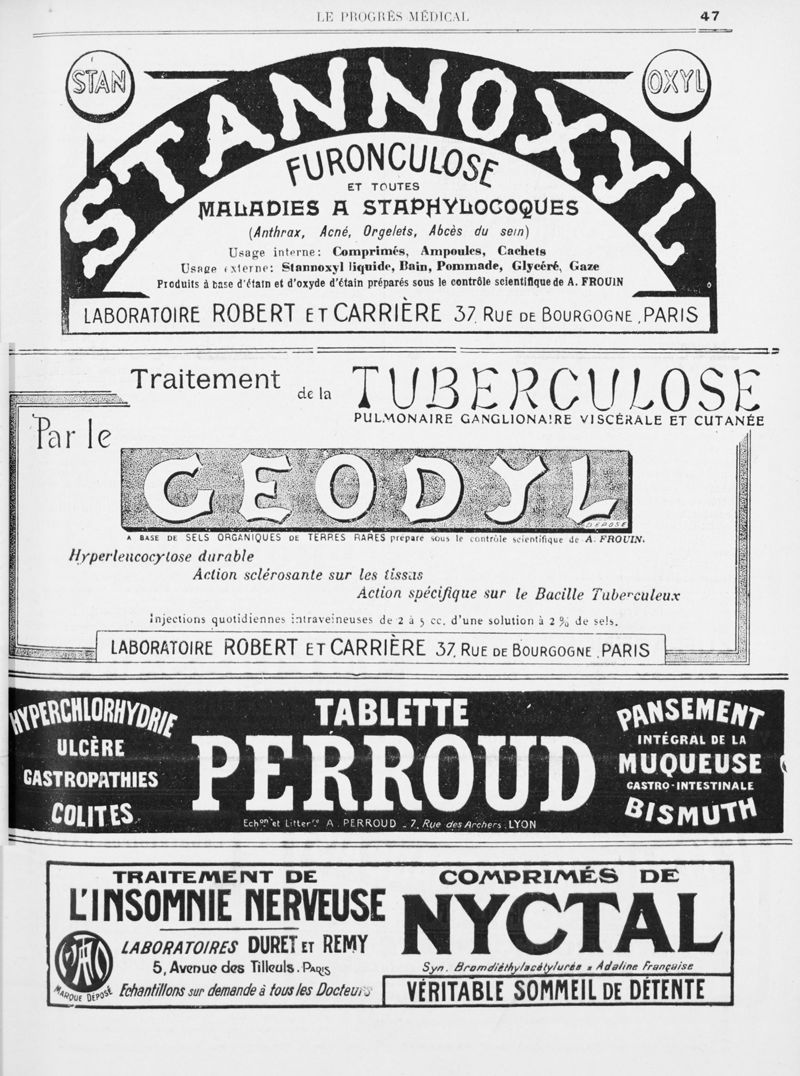 LE PROGRÈS MÉDICAL
47
STAN
OXYL
STANNOXYL
FURONCULOSE
ET TOUTES
MALADIES A STAPHYLOCOQUES
(Anthrax, Acné, Orgelets, Abcès du sein)
Usage interne: Comprimés, Ampoules, Cachets
Usage externe: Stannoxyl liquide, Bain, Pommade, Glycéré, Gaze
Produits à base d'étain et d'oxyde d'étain préparés sous le contrôle scientifique de A. FROUIN
LABORATOIRE ROBERT ET CARRIÈRE 37, RUE DE BOURGOGNE, PARIS
Traitement de la TUBERCULOSE
PULMONAIRE GANGLIONAIRE VISCÉRALE ET CUTANÉE
Par le
GEODYL
DÉPOSÉ
A BASE DE SELS ORGANIQUES DE TERRES RARES préparé sous le contrôle scientifique de A. FROUIN.
Hyperleucocytose durable
Action sclérosante sur les tissus
Action spécifique sur le Bacille Tuberculeux
Injections quotidiennes intraveineuses de 2 à 5 cc. d'une solution à 2% de sels.
LABORATOIRE ROBERT ET CARRIÈRE 37, RUE DE BOURGOGNE, PARIS
HYPERCHLORHYDRIE
ULCÈRE
GASTROPATHIES
COLITES
TABLETTE
PERROUD
Echon et Litterre A. PERROUD - 7, Rue des Archers, LYON
PANSEMENT
INTÉGRAL DE LA
MUQUEUSE
GASTRO-INTESTINALE
BISMUTH
TRAITEMENT DE
L'INSOMNIE NERVEUSE
LABORATOIRES DURET ET REMY
5, Avenue des Tilleuls. PARIS
MARQUE DÉPOSÉ
Echantillons sur demande à tous les Docteurs
COMPRIMÉS DE
NYCTAL
Syn. Bromdiéthylacétylurée = Adaline Française
VÉRITABLE SOMMEIL DE DÉTENTE